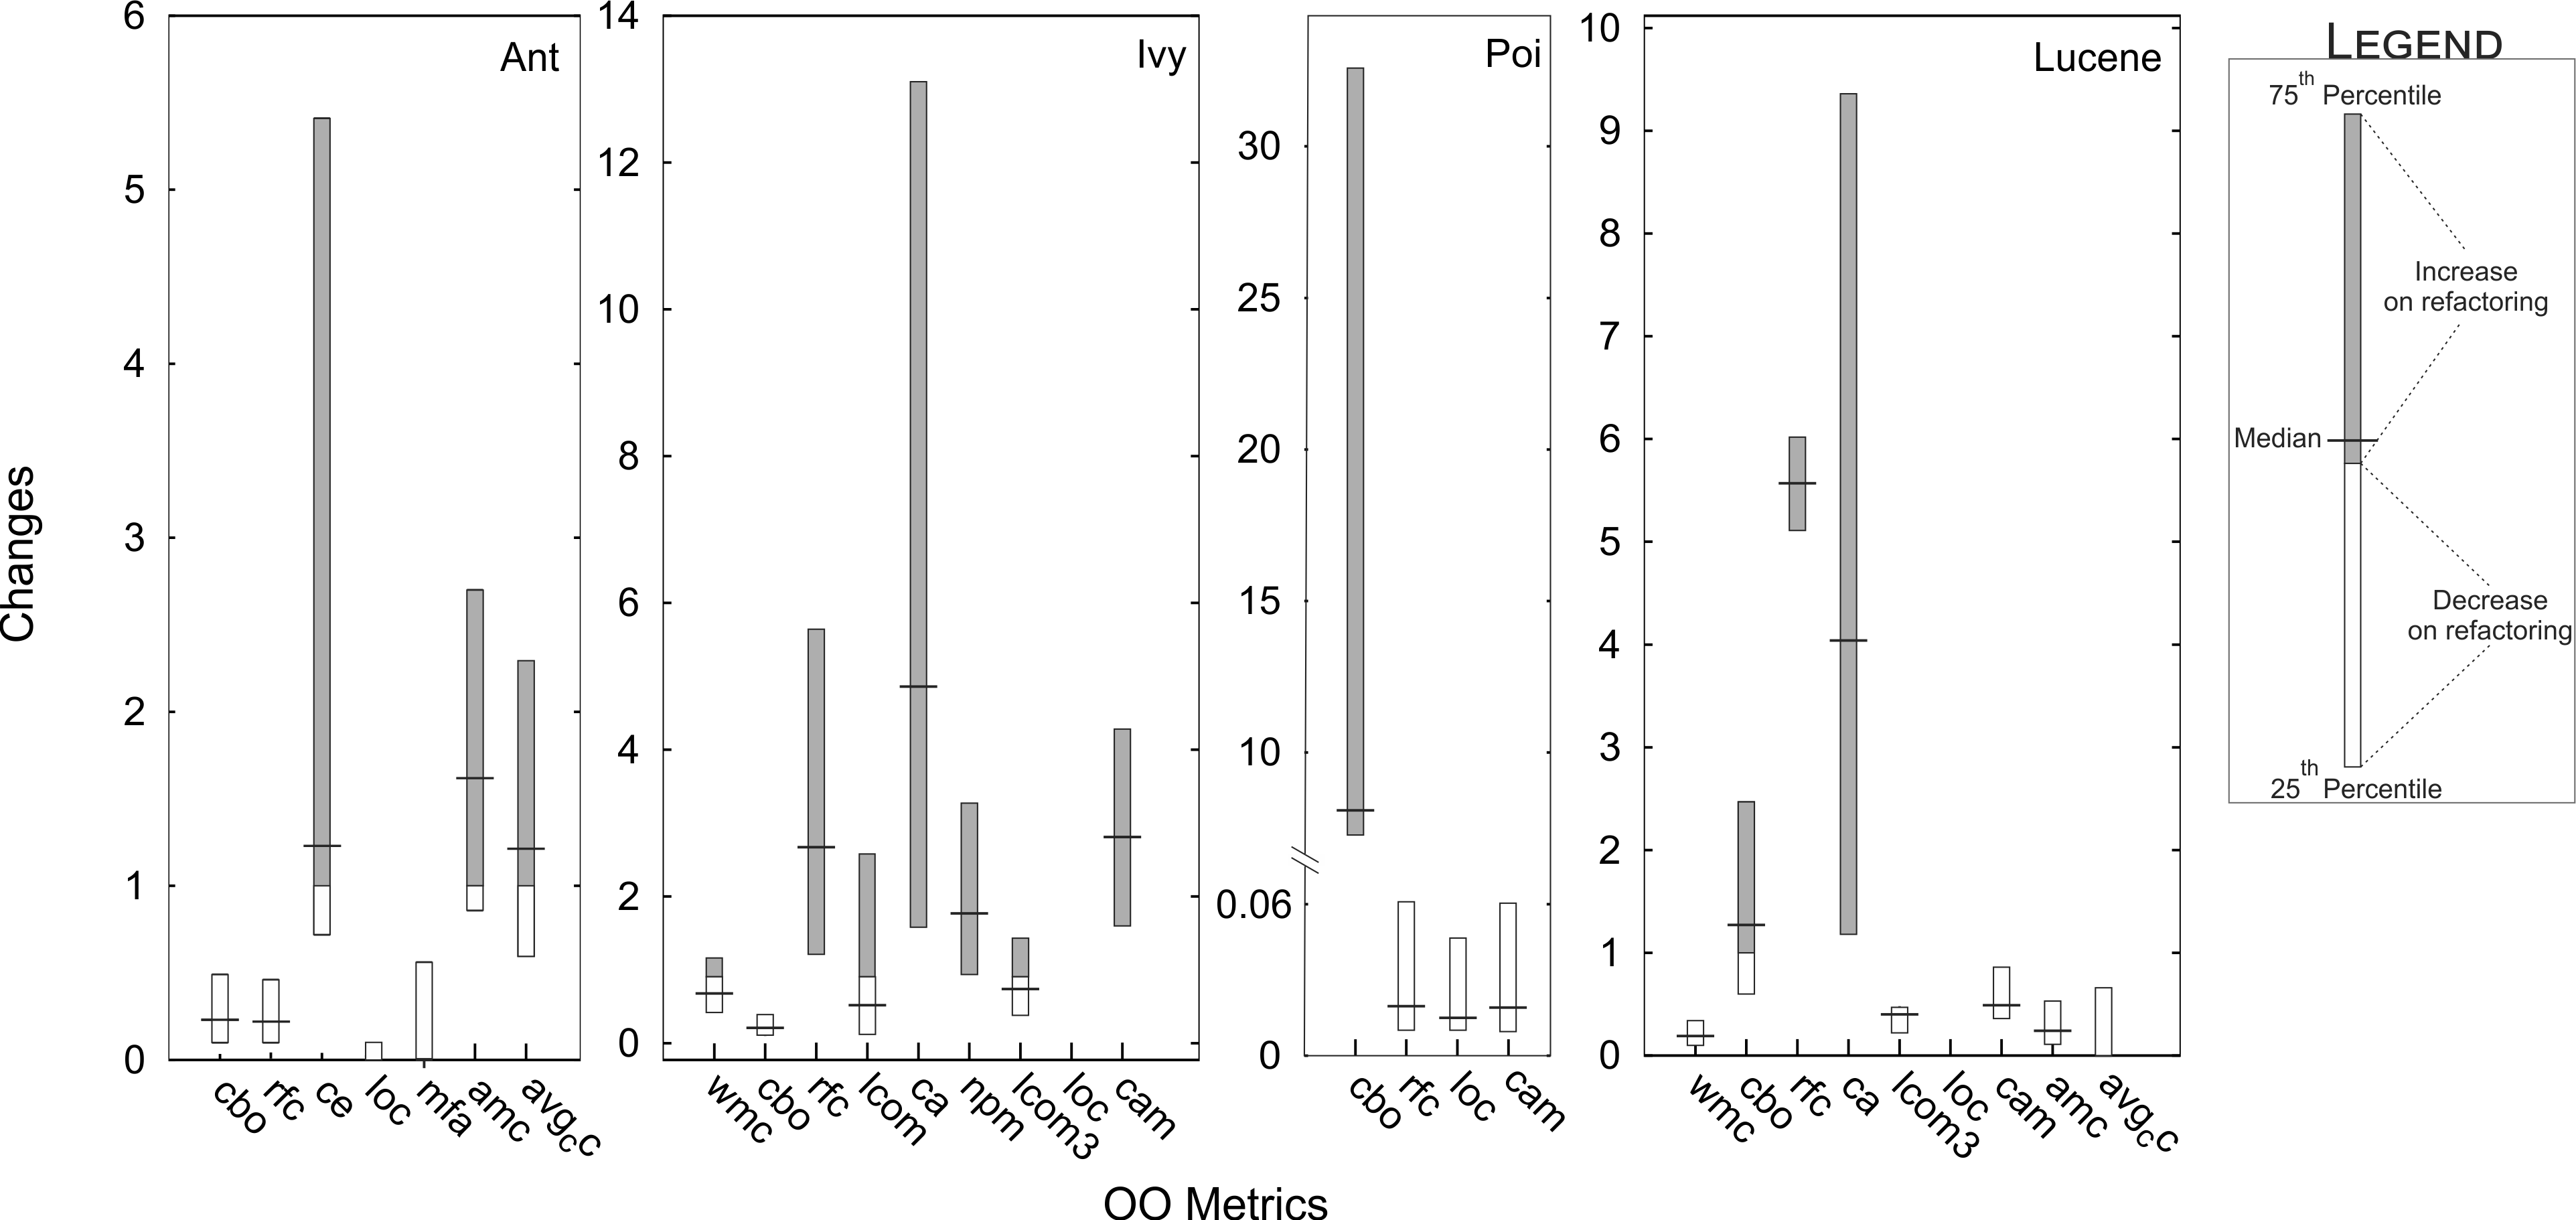 Changes
Ant
6
5
4
3
2
1
0
cbo
rfc
ce
loc
mfa
amc
avgcc
Ivy
14
12
10
8
6
4
2
0
wmc
cbo
rfc
lcom
ca
npm
lcom3
loc
cam
Poi
30
25
20
15
10
0.06
0
cbo
rfc
loc
cam
Lucene
10
9
8
7
6
5
4
3
2
1
0
wmc
cbo
rfc
ca
lcom3
loc
cam
amc
avgcc
OO Metrics
LEGEND
75th Percentile
Increase
on refactoring
Median
Decrease
on refactoring
25th Percentile